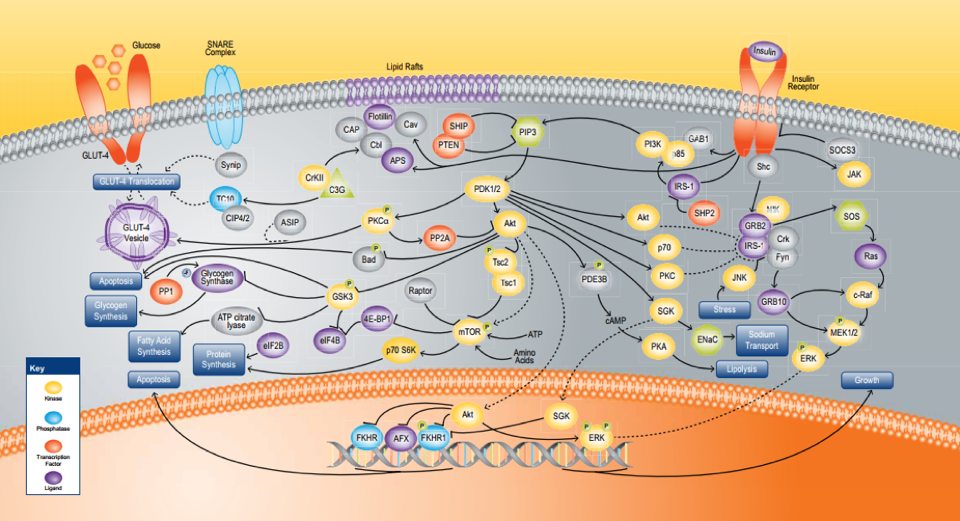 Glucose
SNARE
Complex
Lipid Rafts
Insulin
Insulin
Receptor
GLUT-4
GLUT-4 Translocation
Synip
TC10
CIP4/2
GLUT-4
Vesicle
ASIP
CAP
Flotillin
Cav
Cbl
APS
CrKII
C3G
SHIP
PTEN
PIP3
PI3K
p85
GAB1
Shc
SOCS3
JAK
IRS-1
SHP2
PDK1/2
PKCα
P
PP2A
Akt
P
Akt
p70
PKC
GRB2
IRS-1
Crk
Fyn
SOS
Ras
Bad
P
Tsc2
P
Tsc1
PDE3B
P
JNK
GRB10
c-Raf
Stress
Apoptosis
PP1
Glycogen
Synthase
Glycogen
Synthesis
GSK3
P
Raptor
SGK
ATP citrate
lyase
4E-BP1
mTOR
P
ATP
cAMP
MEK1/2
P
Fatty Acid
Synthesis
eIF2B
eIF4B
p70 S6K
Amino
Acids
PKA
ENaC
Sodium
Transport
ERK
P
Protein
Synthesis
Lipolysis
Apoptosis
Growth
Akt
SGK
FKHR
AFX
P
FKHR1
P
ERK
P
Key
Kinase
Phosphatase
Transcription
Factor
Ligand